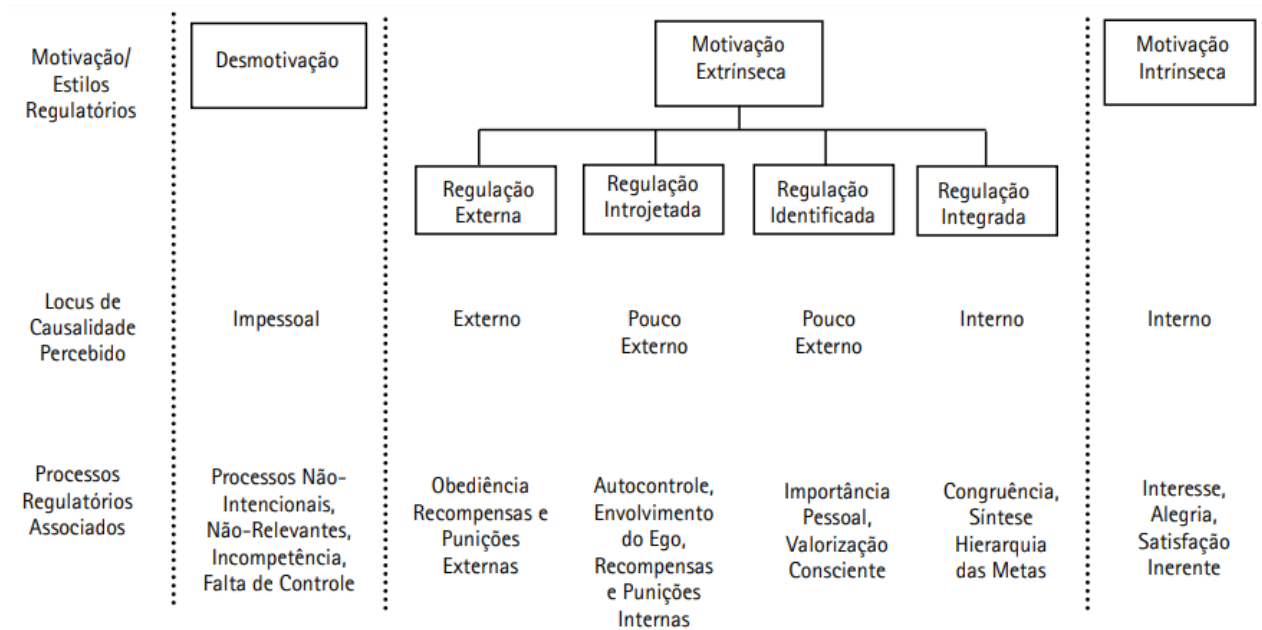 Motivação/
Estilos
Regulatórios
Desmotivação
Motivação
Extrínseca
Motivação
Intrínseca
Regulação
Externa
Regulação
Introjetada
Regulação
Identificada
Regulação
Integrada
Locus de
Causalidade
Percebido
Impessoal
Externo
Pouco
Externo
Pouco
Externo
Interno
Interno
Processos
Regulatórios
Associados
Processos Não-
Intencionais,
Não-Relevantes,
Incompetência,
Falta de Controle
Obediência
Recompensas e
Punições
Externas
Autocontrole,
Envolvimento
do Ego,
Recompensas
e Punições
Internas
Importância
Pessoal,
Valorização
Consciente
Congruência,
Síntese
Hierarquia
das Metas
Interesse,
Alegria,
Satisfação
Inerente